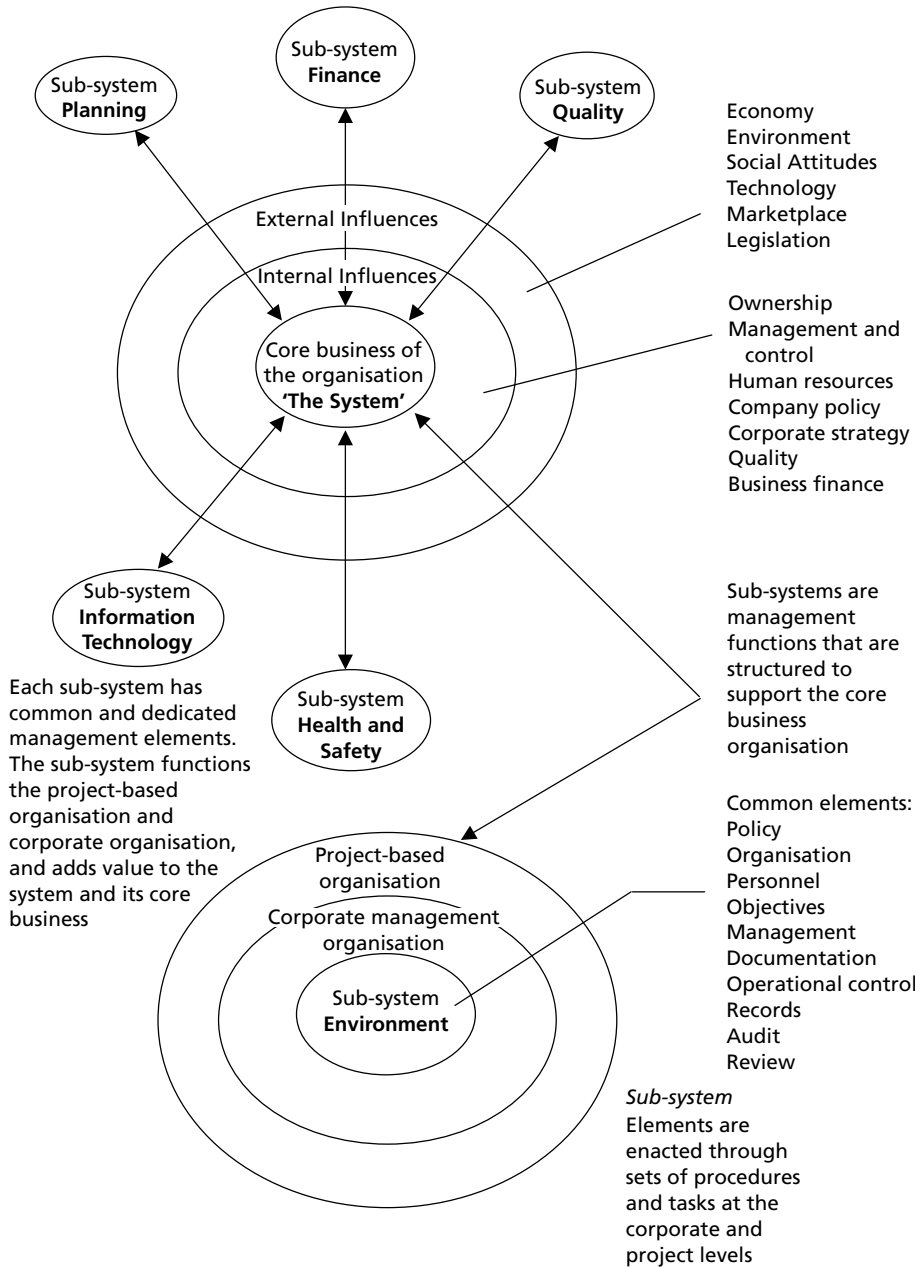 Sub-system
Finance
Sub-system
Planning
Sub-system
Quality
External Influences
Internal Influences
Core business of
the organisation
'The System'
Economy
Environment
Social Attitudes
Technology
Marketplace
Legislation
Ownership
Management and
control
Human resources
Company policy
Corporate strategy
Quality
Business finance
Sub-system
Information
Technology
Sub-system
Health and
Safety
Sub-systems are
management
functions that are
structured to
support the core
business
organisation
Each sub-system has
common and dedicated
management elements.
The sub-system functions
the project-based
organisation and
corporate organisation,
and adds value to the
system and its core
business
Project-based
organisation
Corporate management
organisation
Sub-system
Environment
Common elements:
Policy
Organisation
Personnel
Objectives
Management
Documentation
Operational control
Records
Audit
Review
Sub-system
Elements are
enacted through
sets of procedures
and tasks at the
corporate and
project levels